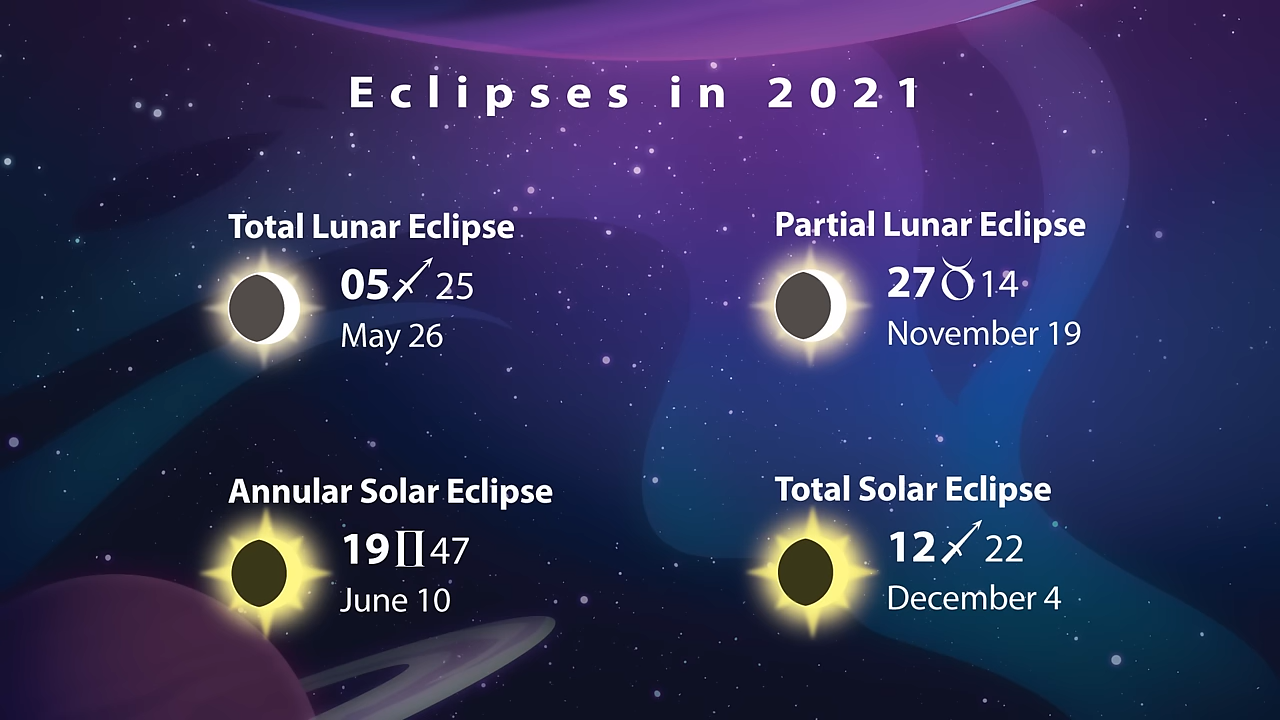 Eclipses in 2021
Total Lunar Eclipse
05♐25
May 26
Partial Lunar Eclipse
27♉14
November 19
Annular Solar Eclipse
19♊47
June 10
Total Solar Eclipse
12♐22
December 4